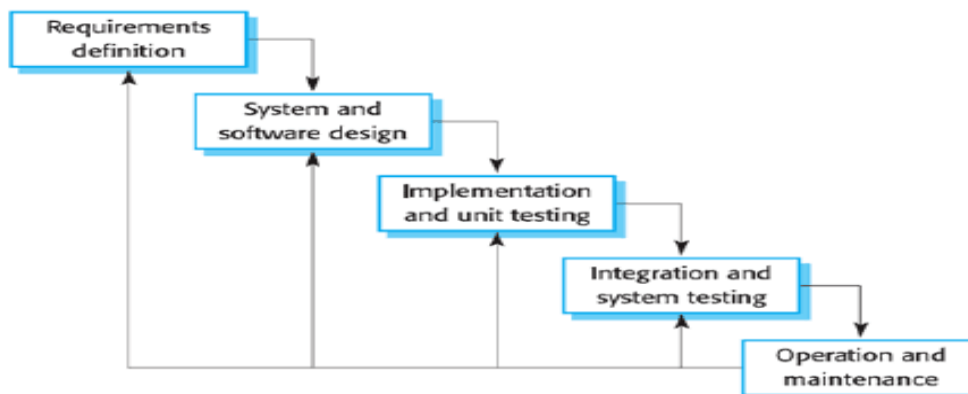 Requirements
definition
System and
software design
Implementation
and unit testing
Integration and
system testing
Operation and
maintenance